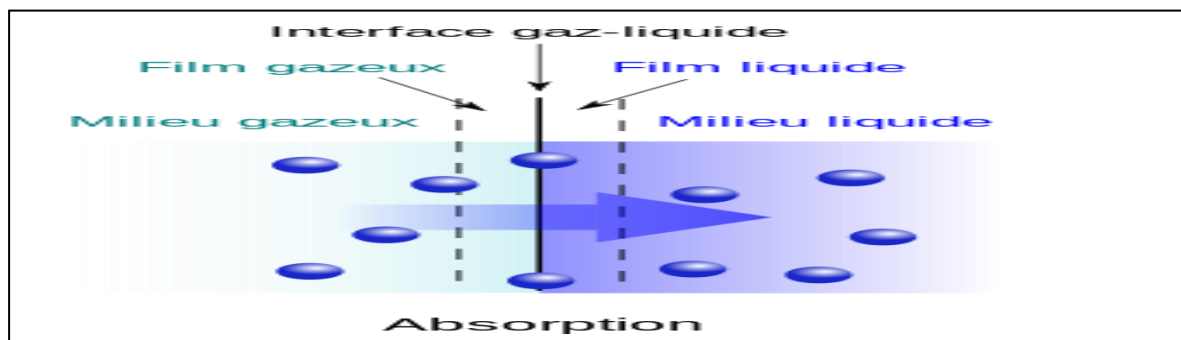 Interface gaz-liquide
Film gazeux
Film liquide
Milieu gazeux
Milieu liquide
Absorption